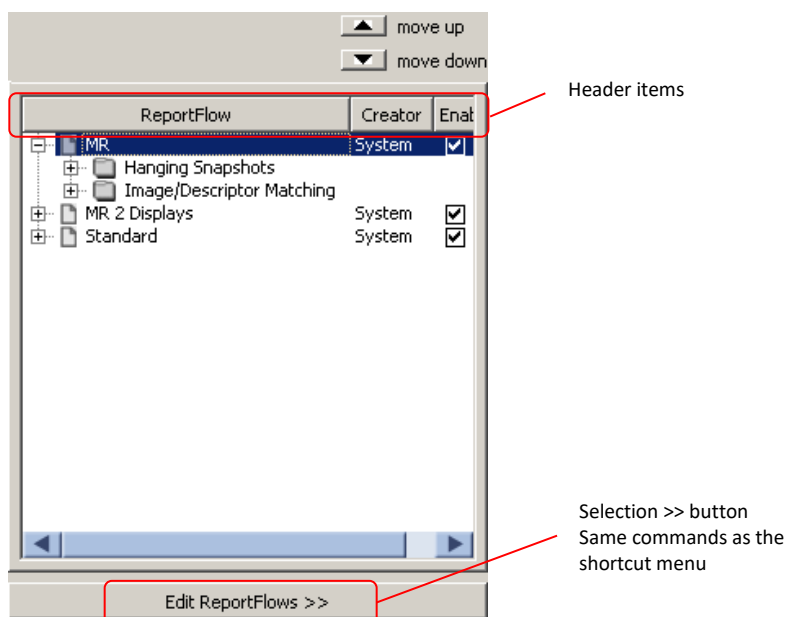 move up
move down
Header items
ReportFlow Creator Enab
MR System
Hanging Snapshots
Image/Descriptor Matching
MR 2 Displays System
Standard System
Selection >> button
Same commands as the
shortcut menu
Edit ReportFlows >>